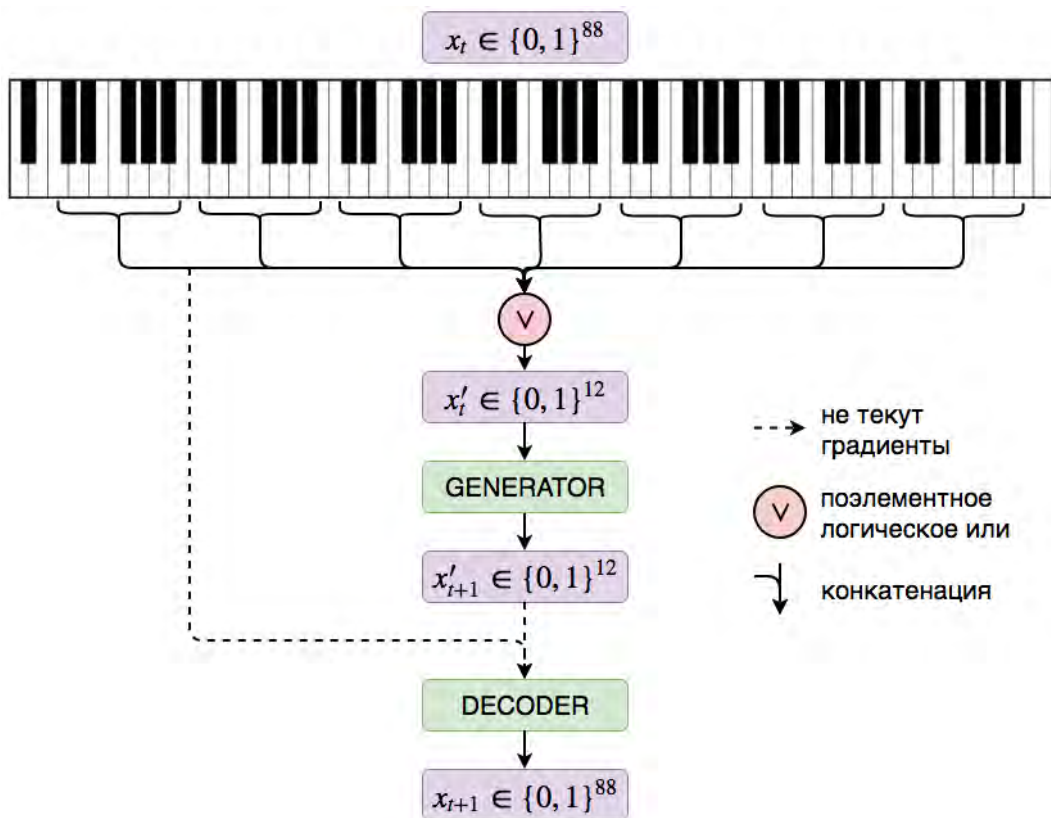 x_t ∈ {0, 1}^88
∨
x'_t ∈ {0, 1}^12
GENERATOR
x'_{t+1} ∈ {0, 1}^12
DECODER
x_{t+1} ∈ {0, 1}^88
не текут
градиенты
∨
поэлементное
логическое или
конкатенация